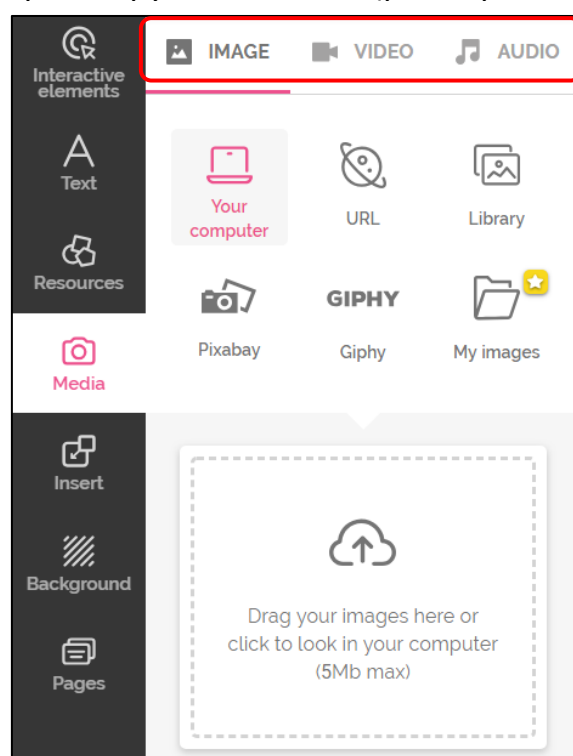 Interactive
elements
IMAGE VIDEO AUDIO
Text
Resources
Media
Insert
Background
Pages
Your
computer
URL
Library
Pixabay
GIPHY
Giphy
My images
Drag your images here or
click to look in your computer
(5Mb max)